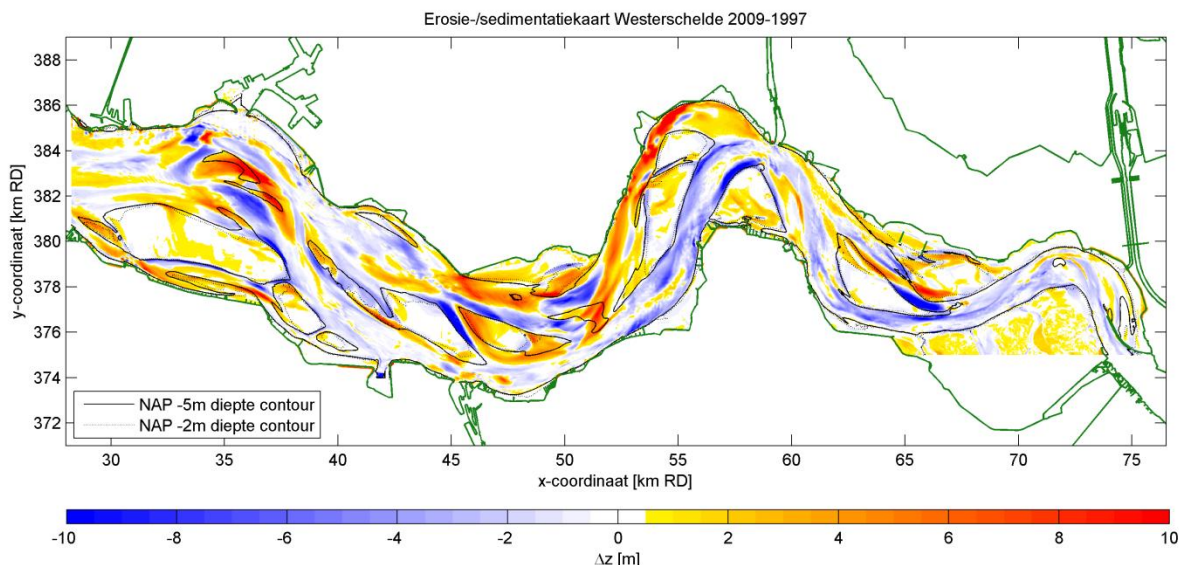 Erosie-/sedimentatiekaart Westerschelde 2009-1997
y-coordinaat [km RD]
388
386
384
382
380
378
376
374
372
NAP -5m diepte contour
NAP -2m diepte contour
30 35 40 45 50 55 60 65 70 75
x-coordinaat [km RD]
-10 -8 -6 -4 -2 0 2 4 6 8 10
Δz [m]